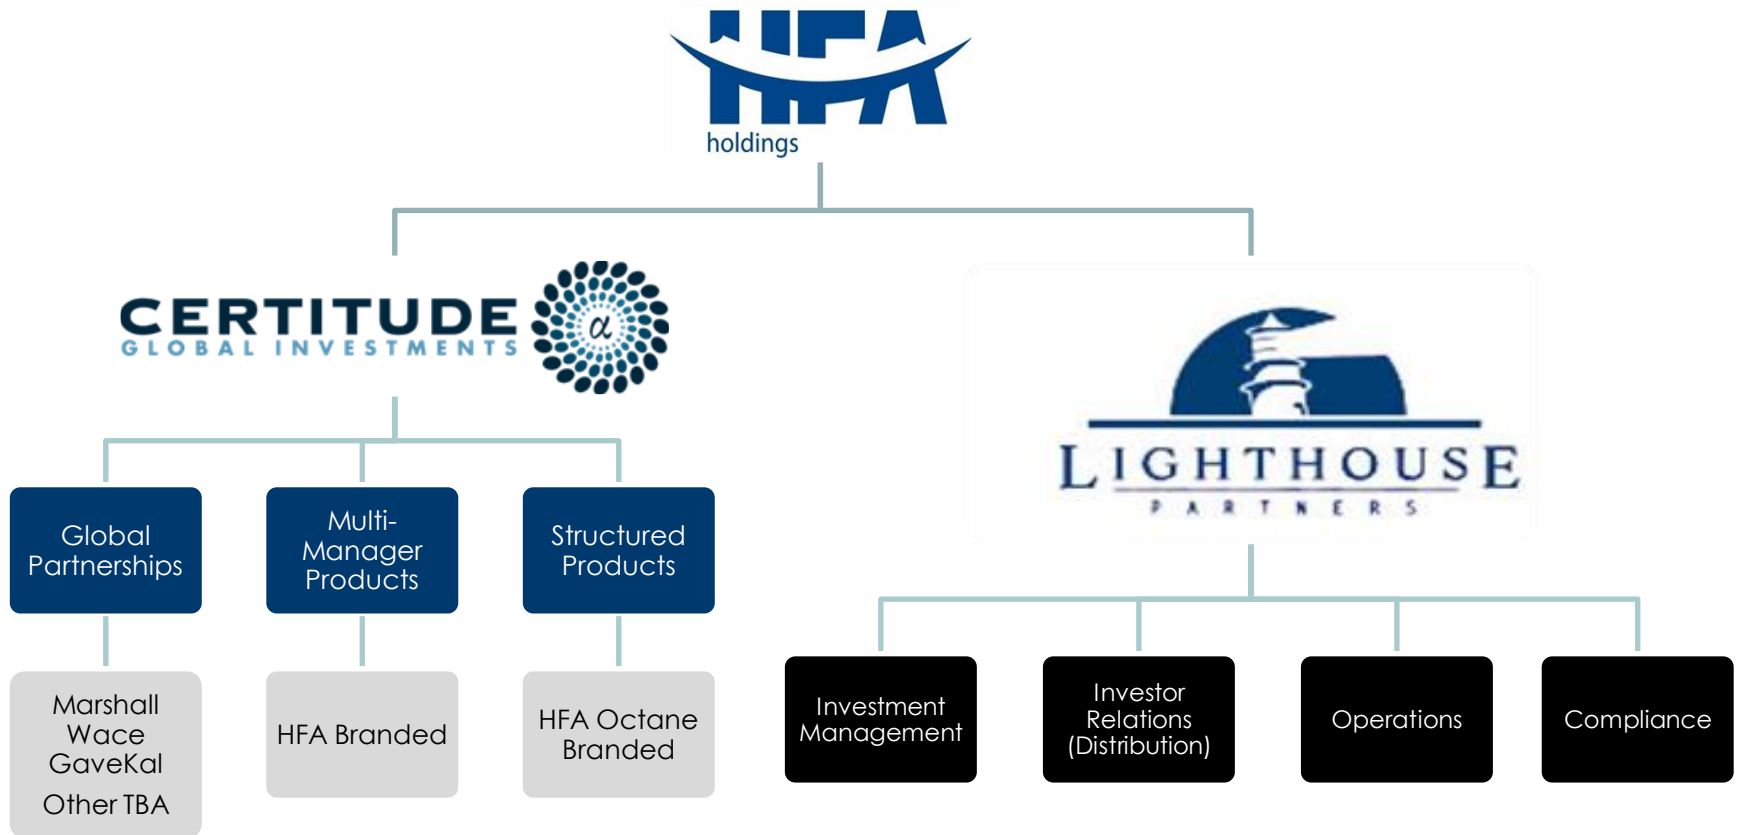 HFA
holdings
CERTITUDE
GLOBAL INVESTMENTS
α
LIGHTHOUSE
PARTNERS
Global
Partnerships
Multi-
Manager
Products
Structured
Products
Marshall
Wace
GaveKal
Other TBA
HFA Branded
HFA Octane
Branded
Investment
Management
Investor
Relations
(Distribution)
Operations
Compliance